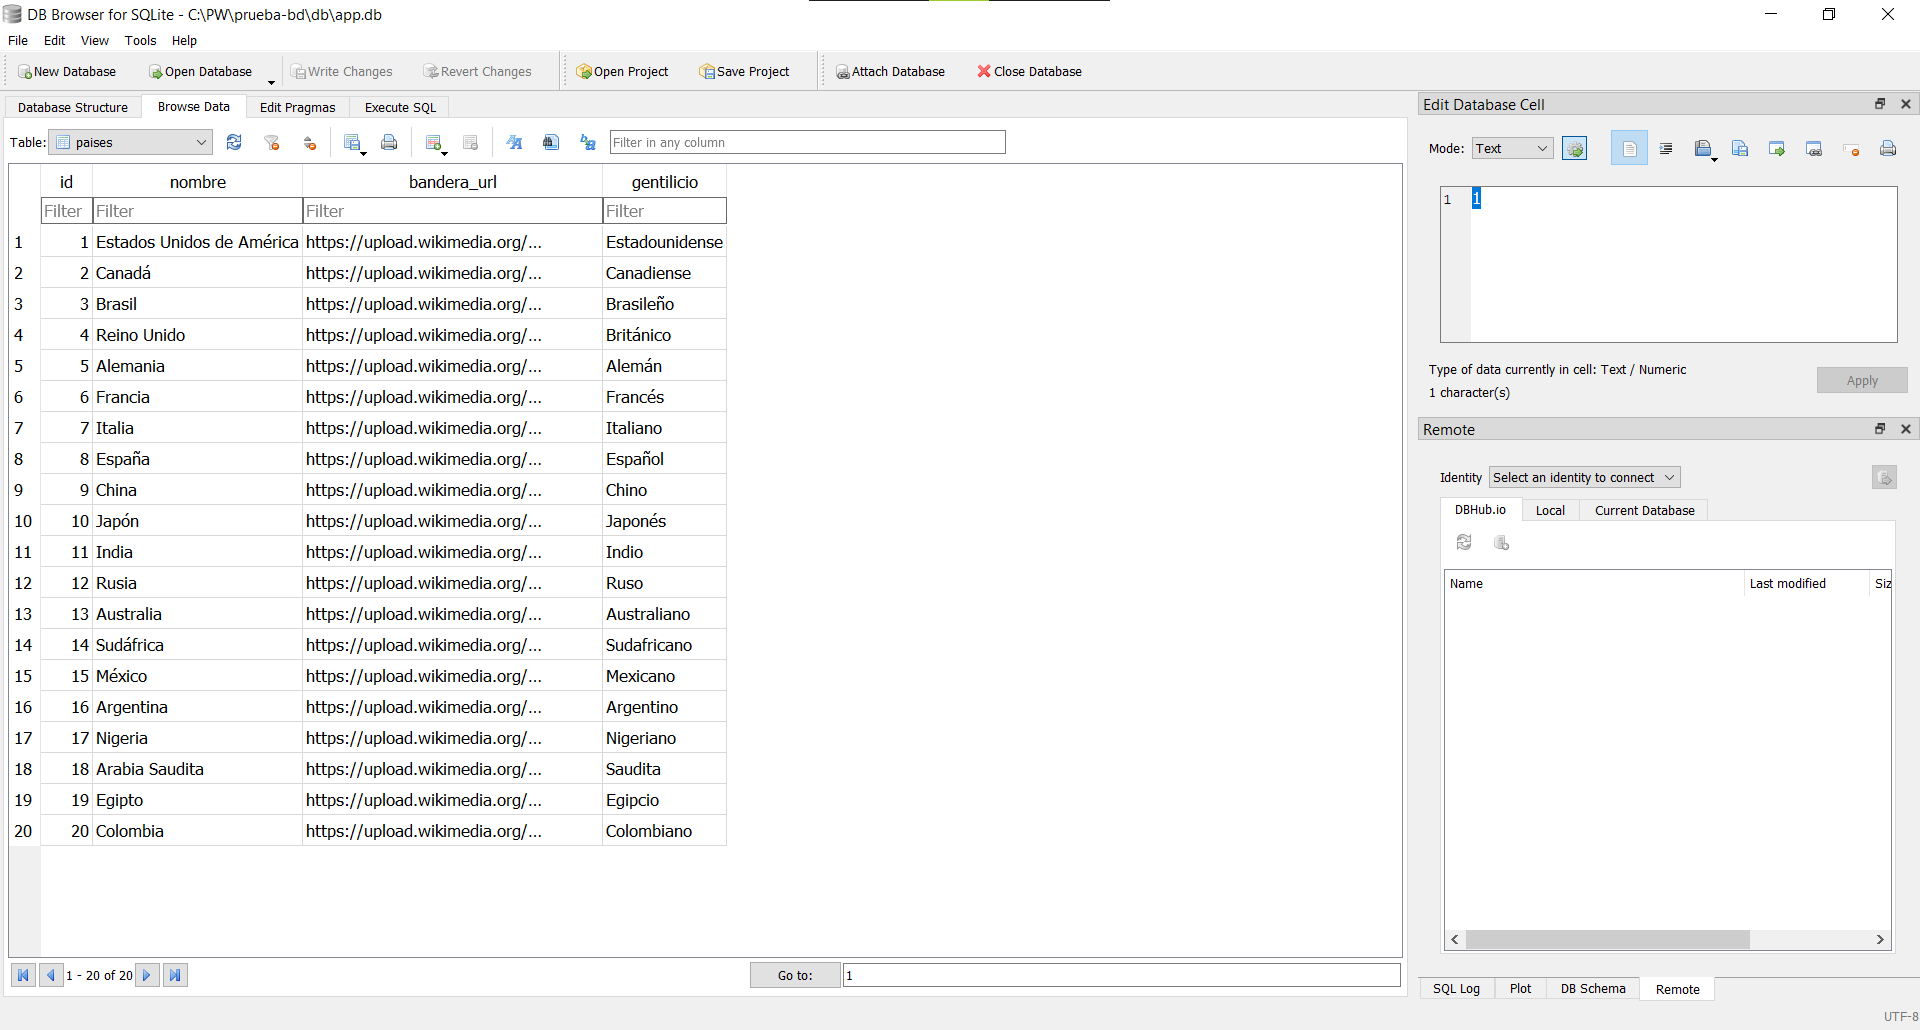 DB Browser for SQLite - C:\PW\prueba-bd\db\app.db
File Edit View Tools Help
New Database Open Database Write Changes Revert Changes Open Project Save Project Attach Database Close Database
Database Structure Browse Data Edit Pragmas Execute SQL
Table: paises Filter in any column
id nombre bandera_url gentilicio
Filter Filter Filter Filter
1 1 Estados Unidos de América https://upload.wikimedia.org/... Estadounidense
2 2 Canadá https://upload.wikimedia.org/... Canadiense
3 3 Brasil https://upload.wikimedia.org/... Brasileño
4 4 Reino Unido https://upload.wikimedia.org/... Británico
5 5 Alemania https://upload.wikimedia.org/... Alemán
6 6 Francia https://upload.wikimedia.org/... Francés
7 7 Italia https://upload.wikimedia.org/... Italiano
8 8 España https://upload.wikimedia.org/... Español
9 9 China https://upload.wikimedia.org/... Chino
10 10 Japón https://upload.wikimedia.org/... Japonés
11 11 India https://upload.wikimedia.org/... Indio
12 12 Rusia https://upload.wikimedia.org/... Ruso
13 13 Australia https://upload.wikimedia.org/... Australiano
14 14 Sudáfrica https://upload.wikimedia.org/... Sudafricano
15 15 México https://upload.wikimedia.org/... Mexicano
16 16 Argentina https://upload.wikimedia.org/... Argentino
17 17 Nigeria https://upload.wikimedia.org/... Nigeriano
18 18 Arabia Saudita https://upload.wikimedia.org/... Saudita
19 19 Egipto https://upload.wikimedia.org/... Egipcio
20 20 Colombia https://upload.wikimedia.org/... Colombiano
1 - 20 of 20 Go to: 1
Edit Database Cell
Mode: Text
1 1
Type of data currently in cell: Text / Numeric
1 character(s)
Apply
Remote
Identity Select an identity to connect
DBHub.io Local Current Database
Name Last modified Siz
SQL Log Plot DB Schema Remote
UTF-8